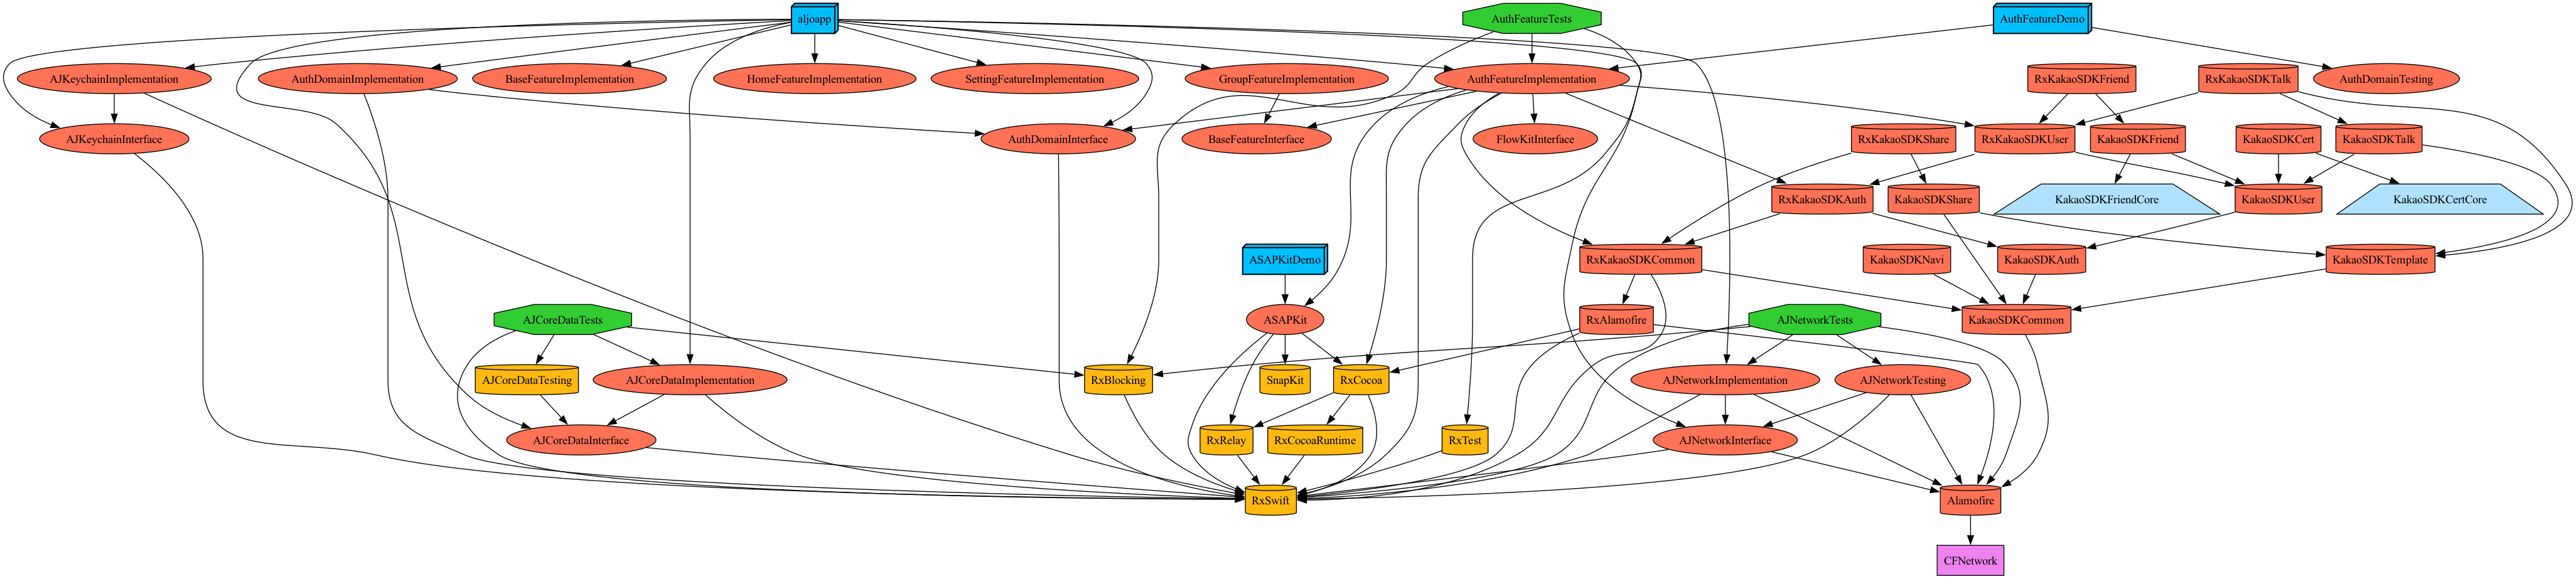 aljoapp
AuthFeatureTests
AuthFeatureDemo
AJKeychainImplementation
AuthDomainImplementation
BaseFeatureImplementation
HomeFeatureImplementation
SettingFeatureImplementation
GroupFeatureImplementation
AuthFeatureImplementation
RxKakaoSDKFriend
RxKakaoSDKTalk
AuthDomainTesting
AJKeychainInterface
AuthDomainInterface
BaseFeatureInterface
FlowKitInterface
RxKakaoSDKShare
RxKakaoSDKUser
KakaoSDKFriend
KakaoSDKCert
KakaoSDKTalk
RxKakaoSDKAuth
KakaoSDKShare
KakaoSDKFriendCore
KakaoSDKUser
KakaoSDKCertCore
ASAPKitDemo
RxKakaoSDKCommon
KakaoSDKNavi
KakaoSDKAuth
KakaoSDKTemplate
AJCoreDataTests
ASAPKit
RxAlamofire
AJNetworkTests
KakaoSDKCommon
AJCoreDataTesting
AJCoreDataImplementation
RxBlocking
SnapKit
RxCocoa
AJNetworkImplementation
AJNetworkTesting
AJCoreDataInterface
RxRelay
RxCocoaRuntime
RxTest
AJNetworkInterface
RxSwift
Alamofire
CFNetwork